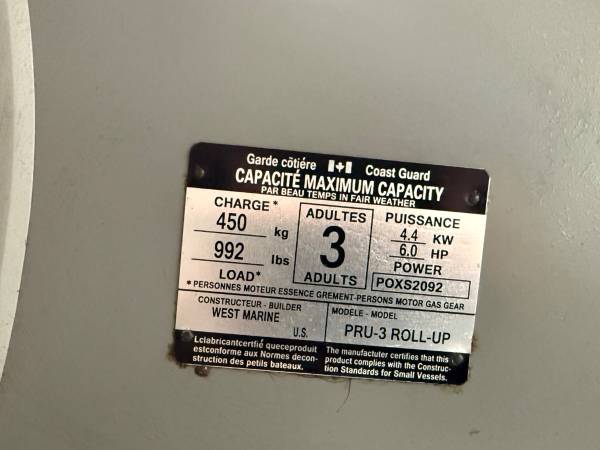 Garde côtière Coast Guard
CAPACITÉ MAXIMUM CAPACITY
PAR BEAU TEMPS IN FAIR WEATHER
CHARGE*
450 kg
992 lbs
LOAD*
ADULTES
3
ADULTS
PUISSANCE
4.4 KW
6.0 HP
POWER
POXS2092
* PERSONNES MOTEUR ESSENCE GREMENT-PERSONS MOTOR GAS GEAR
CONSTRUCTEUR - BUILDER
WEST MARINE
U.S.
MODELE - MODEL
PRU-3 ROLL-UP
Lclabricantcertfié queceproduit
estconforme aux Normes decon-
struction des petils bateaux.
The manufactuter certifies that this
product complies with the Construc-
tion Standards for Small Vessels.